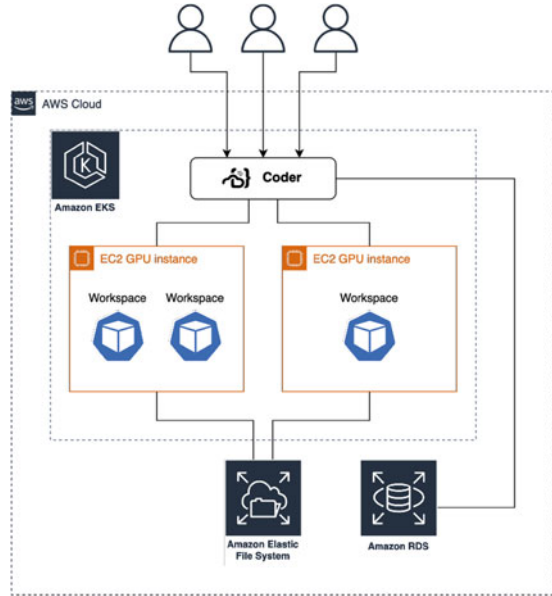 aws
AWS Cloud
Amazon EKS
Coder
EC2 GPU instance
EC2 GPU instance
Workspace
Workspace
Workspace
Amazon Elastic
File System
Amazon RDS